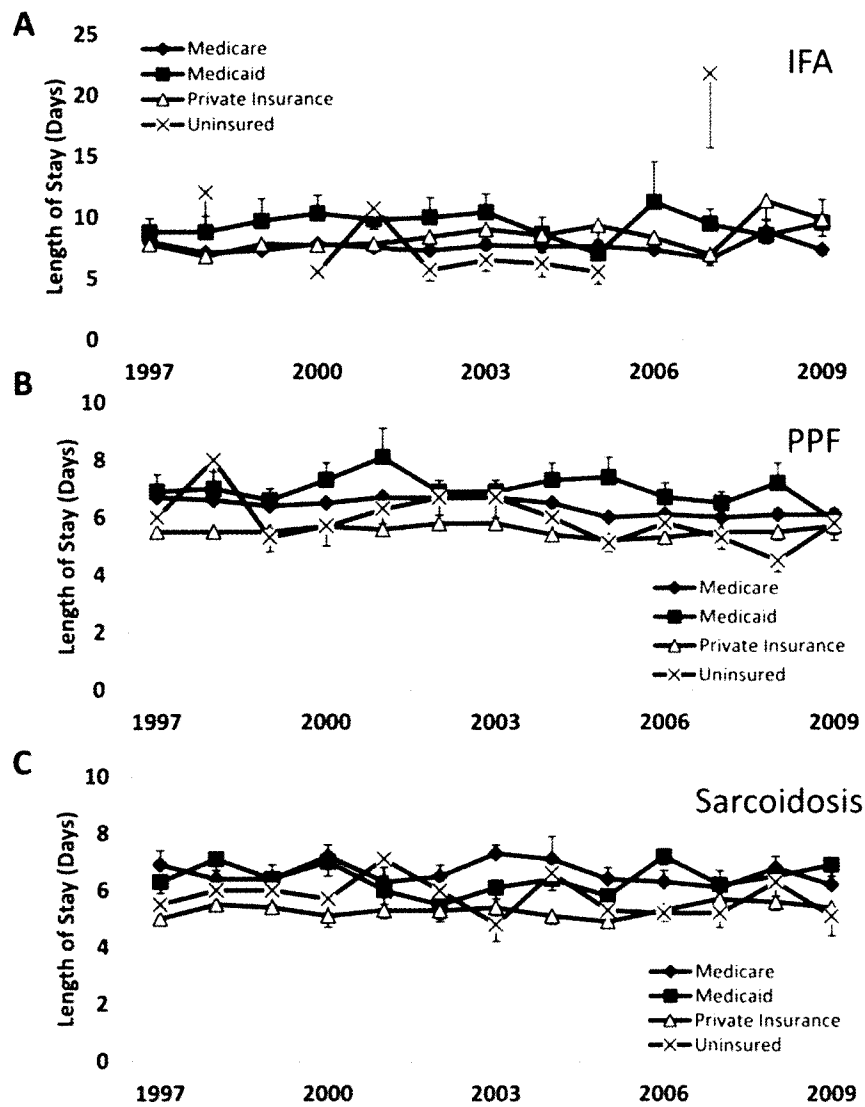 A
25
20
15
10
5
0
Length of Stay (Days)
Medicare
Medicaid
Private Insurance
Uninsured
IFA
1997 2000 2003 2006 2009
B
10
8
6
4
2
0
Length of Stay (Days)
PPF
Medicare
Medicaid
Private Insurance
Uninsured
1997 2000 2003 2006 2009
C
10
8
6
4
2
0
Length of Stay (Days)
Sarcoidosis
Medicare
Medicaid
Private Insurance
Uninsured
1997 2000 2003 2006 2009